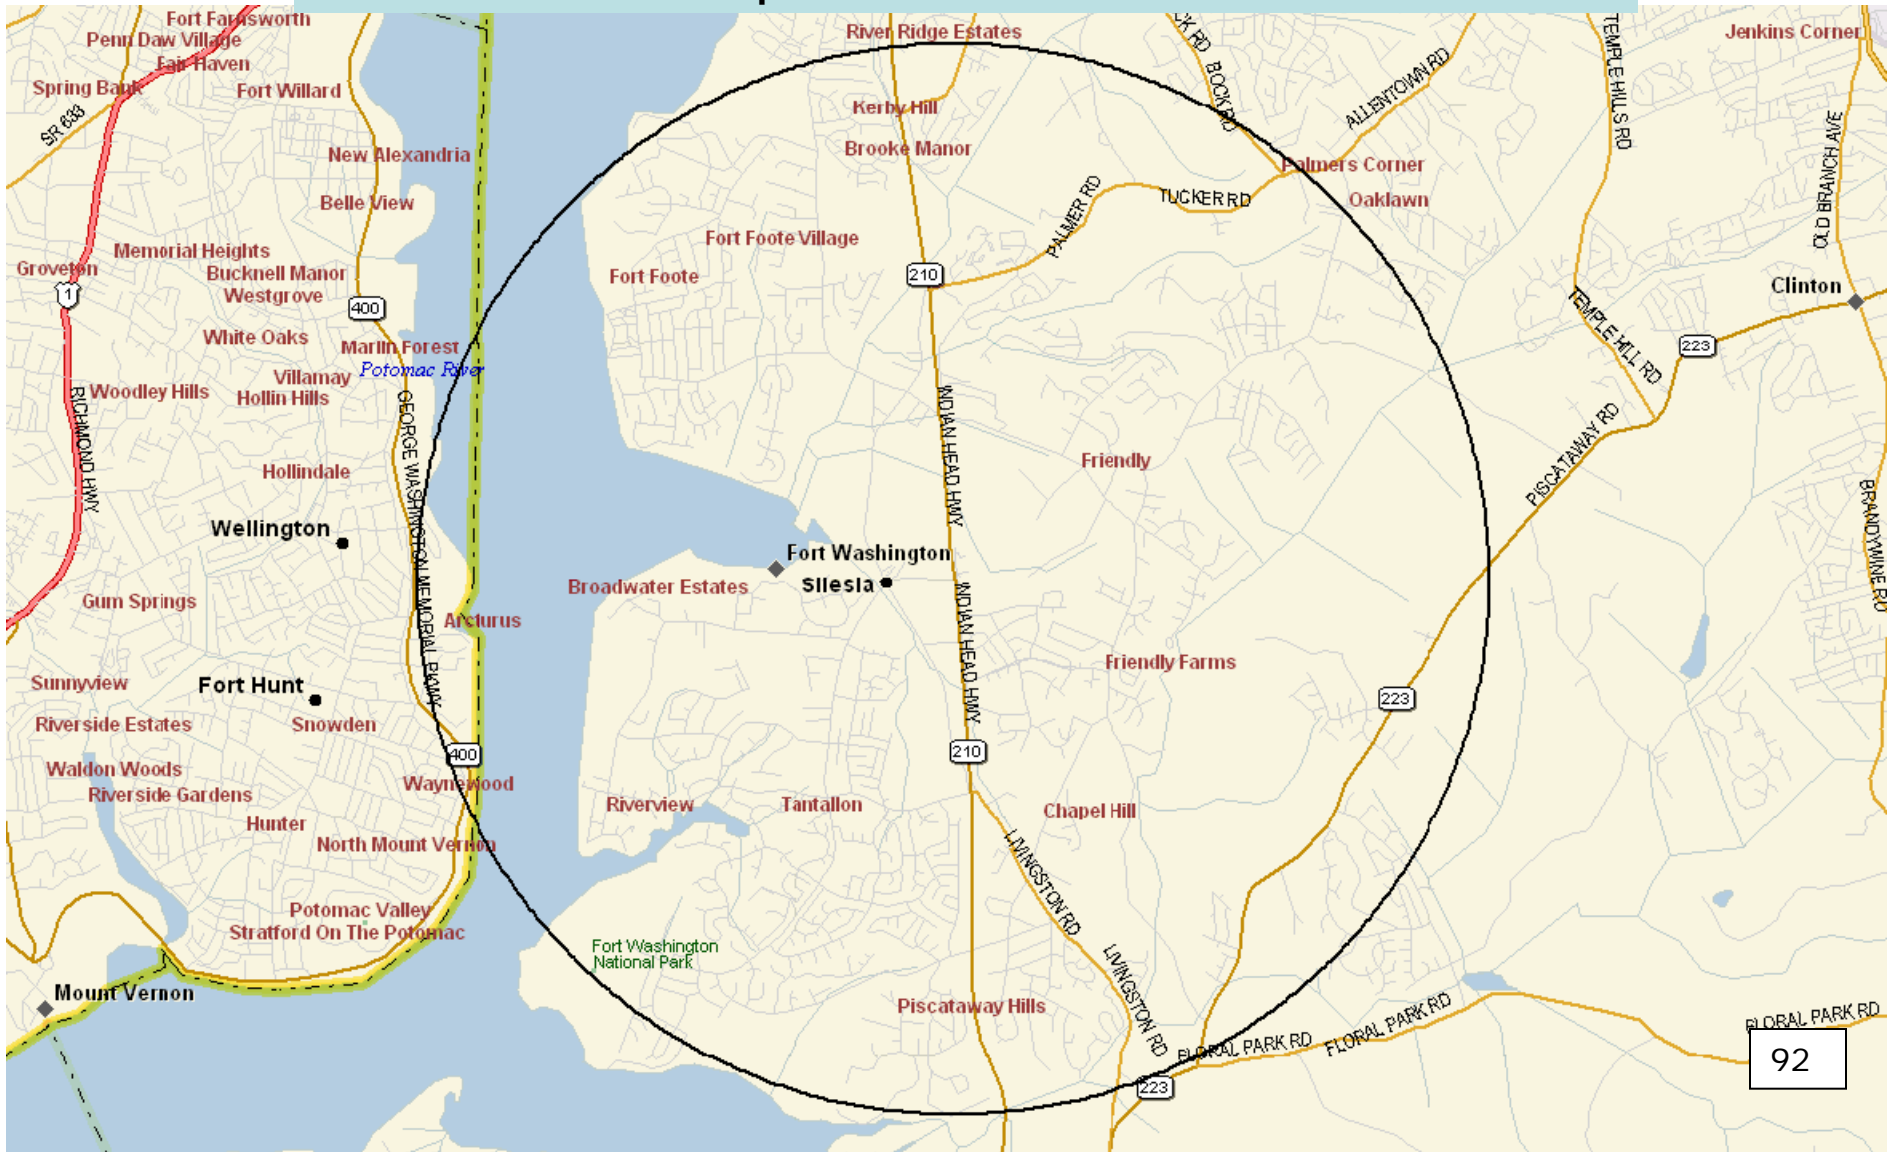 Fort Farnsworth
Penn Daw Village
Fair Haven
Spring Bank
Fort Willard
SR 633
New Alexandria
Belle View
Memorial Heights
Groveton
Bucknell Manor
Westgrove
1
400
White Oaks
Marlin Forest
Potomac River
Villamay
Woodley Hills
Hollin Hills
RICHMOND HWY
GEORGE WASHINGTON MEMORIAL PKWY
Hollindale
Wellington
Gum Springs
Arcturus
Sunnyview
Fort Hunt
Riverside Estates
Snowden
400
Waldon Woods
Waynewood
Riverside Gardens
Hunter
North Mount Vernon
Potomac Valley
Stratford On The Potomac
Mount Vernon
River Ridge Estates
Kerby Hill
Brooke Manor
Fort Foote Village
Fort Foote
210
PALMER RD
TUCKER RD
CK RD
BOCK RD
ALLENTOWN RD
Palmers Corner
Oaklawn
TEMPLE HILLS RD
Jenkins Corner
OLD BRANCH AVE
Clinton
TEMPLE HILL RD
223
PISCATAWAY RD
BRANDYWINE RD
INDIAN HEAD HWY
Friendly
Fort Washington
Silesia
Broadwater Estates
INDIAN HEAD HWY
Friendly Farms
223
210
Riverview
Tantallon
Chapel Hill
LIVINGSTON RD
LIVINGSTON RD
Fort Washington
National Park
Piscataway Hills
FLORAL PARK RD
FLORAL PARK RD
FLORAL PARK RD
223
92